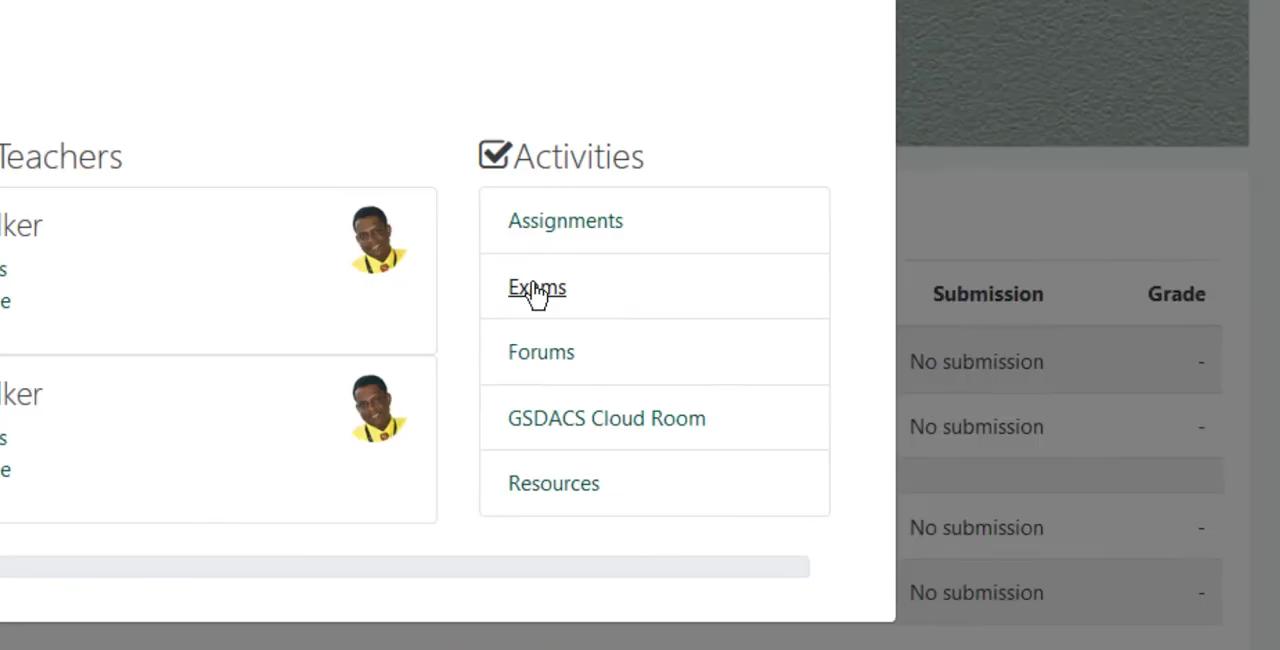 Teachers
lker
s
e
lker
s
e
Activities
Assignments
Exams
Forums
GSDACS Cloud Room
Resources
Submission Grade
No submission -
No submission -
No submission -
No submission -